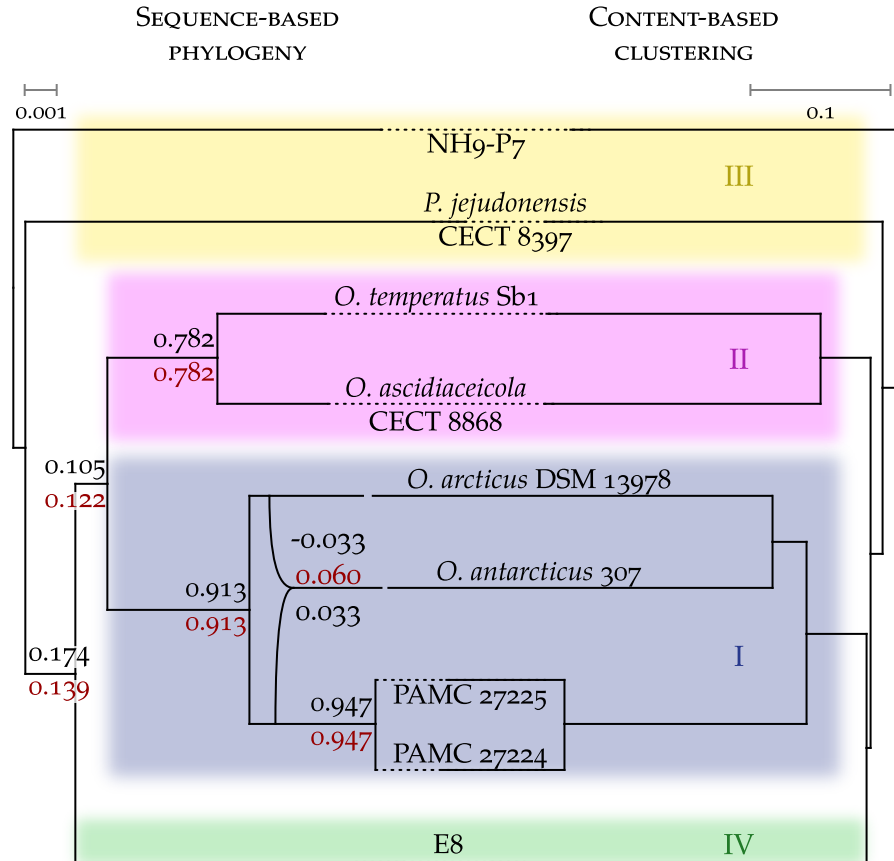 SEQUENCE-BASED PHYLOGENY
CONTENT-BASED CLUSTERING
0.001
0.1
NH9-P7
III
P. jejudonensis
CECT 8397
O. temperatus Sb1
0.782
0.782
II
O. ascidiaceicola
CECT 8868
0.105
0.122
O. arcticus DSM 13978
-0.033
0.060
O. antarcticus 307
0.033
0.913
0.913
I
0.174
0.139
0.947
0.947
PAMC 27225
PAMC 27224
E8
IV